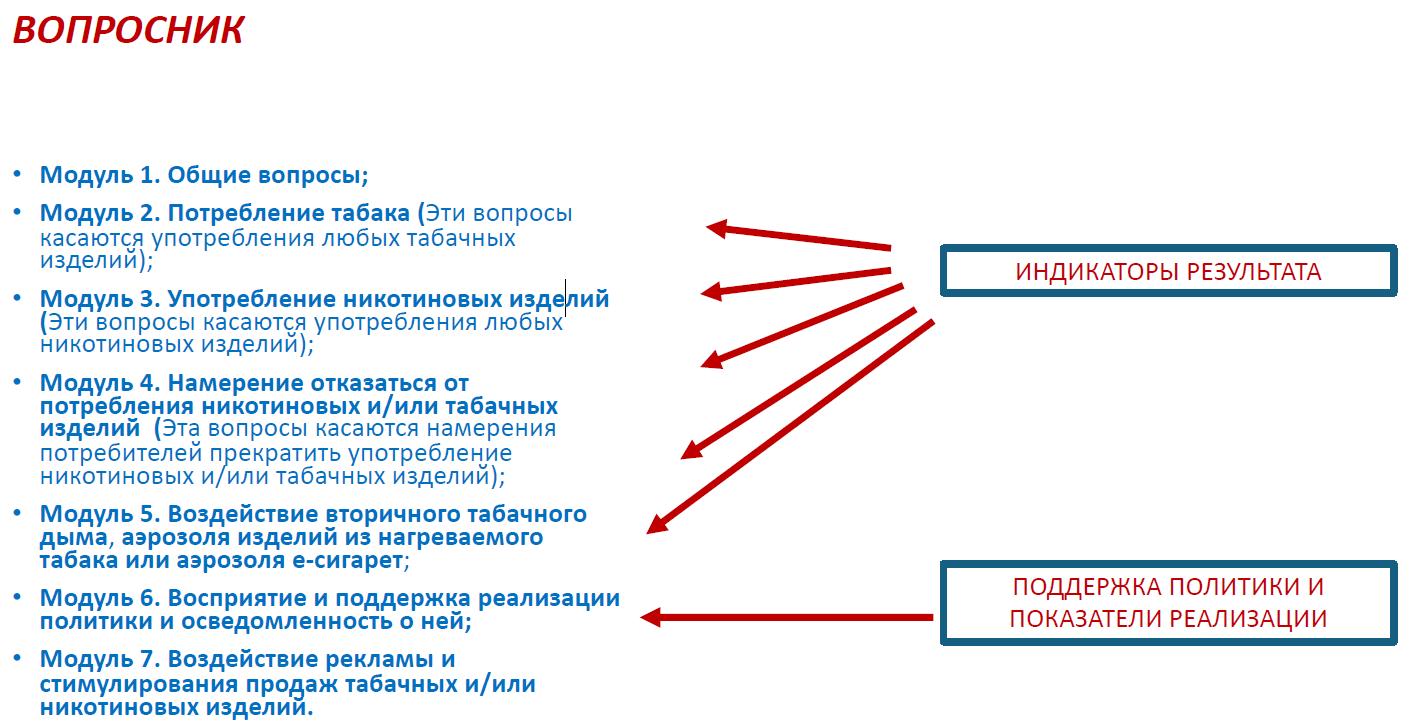 ВОПРОСНИК
• Модуль 1. Общие вопросы;
• Модуль 2. Потребление табака (Эти вопросы
касаются употребления любых табачных
изделий);
• Модуль 3. Употребление никотиновых изделий
(Эти вопросы касаются употребления любых
никотиновых изделий);
• Модуль 4. Намерение отказаться от
потребления никотиновых и/или табачных
изделий (Эта вопросы касаются намерения
потребителей прекратить употребление
никотиновых и/или табачных изделий);
• Модуль 5. Воздействие вторичного табачного
дыма, аэрозоля изделий из нагреваемого
табака или аэрозоля е-сигарет;
• Модуль 6. Восприятие и поддержка реализации
политики и осведомленность о ней;
• Модуль 7. Воздействие рекламы и
стимулирования продаж табачных и/или
никотиновых изделий.
ИНДИКАТОРЫ РЕЗУЛЬТАТА
ПОДДЕРЖКА ПОЛИТИКИ И
ПОКАЗАТЕЛИ РЕАЛИЗАЦИИ